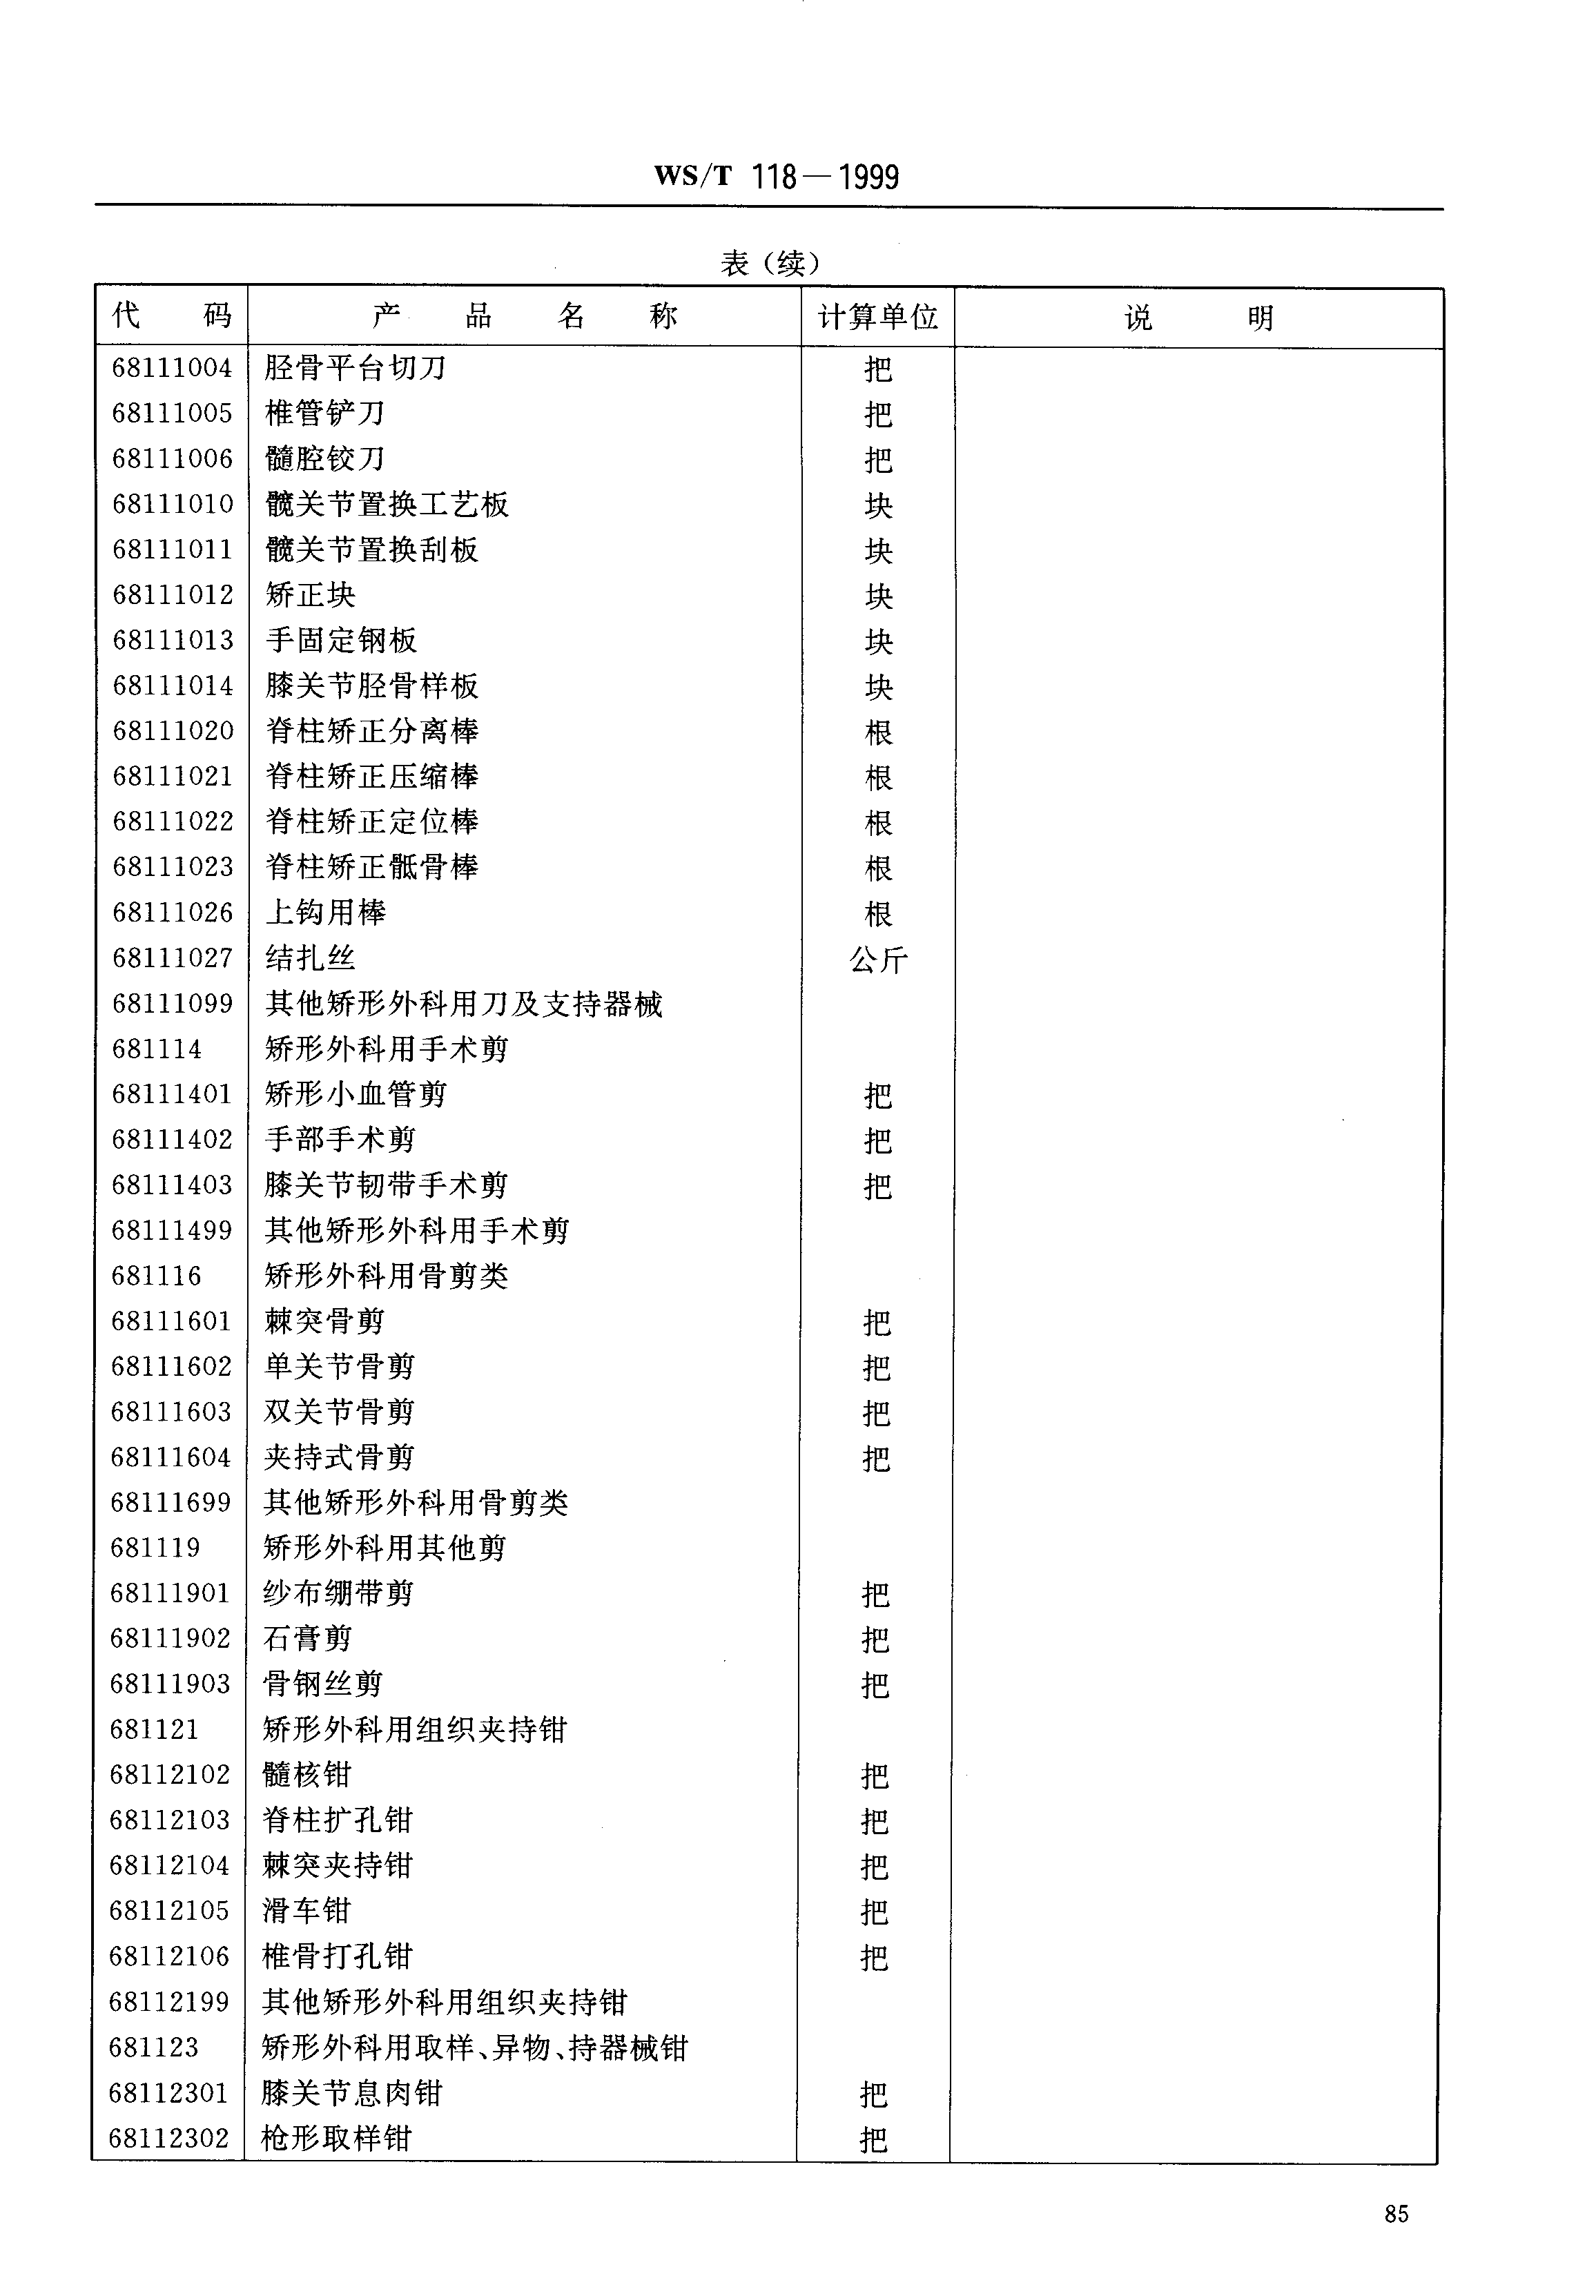 WS/T 118—1999
表（续）
代 码 产 品 名 称 计算单位 说 明
68111004 胫骨平台切刀 把
68111005 椎管铲刀 把
68111006 髓腔铰刀 把
68111010 髋关节置换工艺板 块
68111011 髋关节置换刮板 块
68111012 矫正块 块
68111013 手固定钢板 块
68111014 膝关节胫骨样板 块
68111020 脊柱矫正分离棒 根
68111021 脊柱矫正压缩棒 根
68111022 脊柱矫正定位棒 根
68111023 脊柱矫正骶骨棒 根
68111026 上钩用棒 根
68111027 结扎丝 公斤
68111099 其他矫形外科用刀及支持器械
681114 矫形外科用手术剪
68111401 矫形小血管剪 把
68111402 手部手术剪 把
68111403 膝关节韧带手术剪 把
68111499 其他矫形外科用手术剪
681116 矫形外科用骨剪类
68111601 棘突骨剪 把
68111602 单关节骨剪 把
68111603 双关节骨剪 把
68111604 夹持式骨剪 把
68111699 其他矫形外科用骨剪类
681119 矫形外科用其他剪
68111901 纱布绷带剪 把
68111902 石膏剪 把
68111903 骨钢丝剪 把
681121 矫形外科用组织夹持钳
68112102 髓核钳 把
68112103 脊柱扩孔钳 把
68112104 棘突夹持钳 把
68112105 滑车钳 把
68112106 椎骨打孔钳 把
68112199 其他矫形外科用组织夹持钳
681123 矫形外科用取样、异物、持器械钳
68112301 膝关节息肉钳 把
68112302 枪形取样钳 把
85